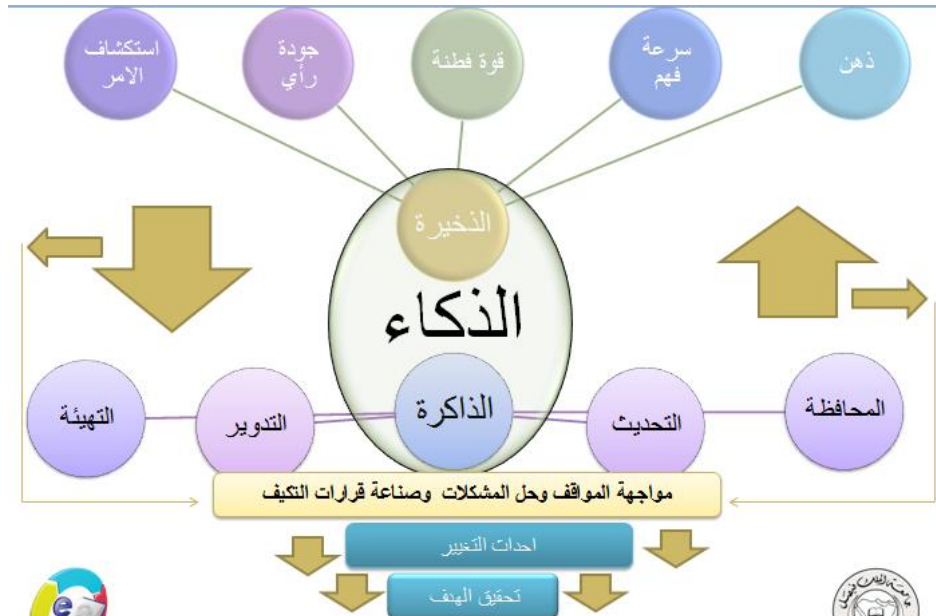 ذهن
سرعة
فهم
قوة فطنة
جودة
رأي
استكشاف
الامر
الذخيرة
الذكاء
المحافظة
التحديث
الذاكرة
التدوير
التهيئة
مواجهة المواقف وحل المشكلات وصناعة قرارات التكيف
احداث التغيير
تحقيق الهدف